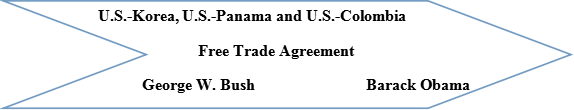 U.S.-Korea, U.S.-Panama and U.S.-Colombia
Free Trade Agreement
George W. Bush Barack Obama